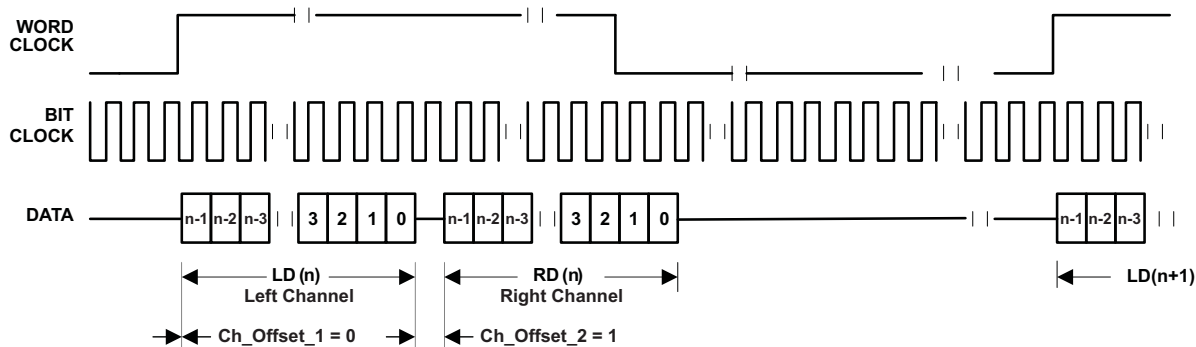 WORD
CLOCK
BIT
CLOCK
DATA
n-1 n-2 n-3 3 2 1 0 n-1 n-2 n-3 3 2 1 0 n-1 n-2 n-3
LD (n) RD (n) LD(n+1)
Left Channel Right Channel
Ch_Offset_1 = 0 Ch_Offset_2 = 1